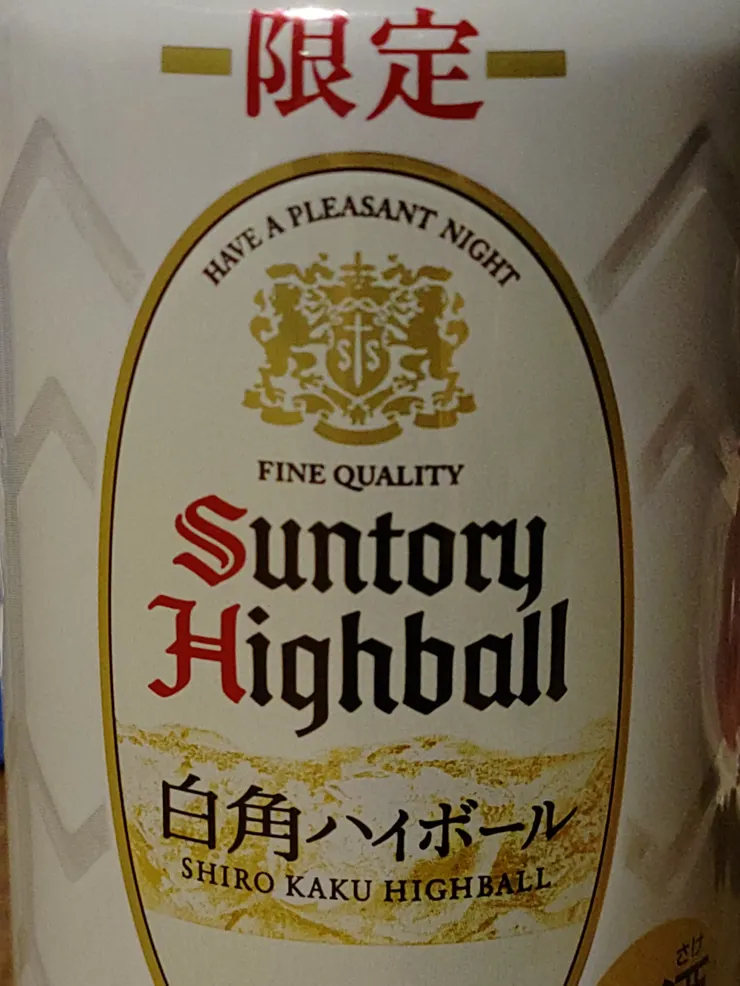 限定
HAVE A PLEASANT NIGHT
SS
FINE QUALITY
Suntory
Highball
白角ハイボール
SHIRO KAKU HIGHBALL